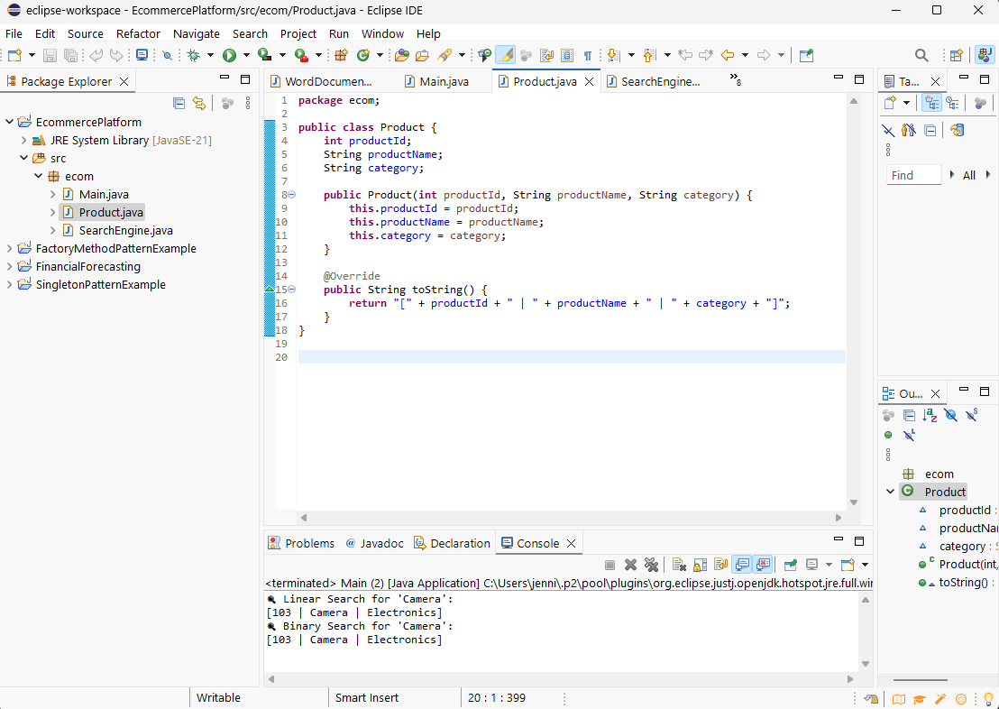 eclipse-workspace - EcommercePlatform/src/ecom/Product.java - Eclipse IDE
File Edit Source Refactor Navigate Search Project Run Window Help
Package Explorer
EcommercePlatform
JRE System Library [JavaSE-21]
src
ecom
Main.java
Product.java
SearchEngine.java
FactoryMethodPatternExample
FinancialForecasting
SingletonPatternExample
WordDocumen... Main.java Product.java SearchEngine... »8
1 package ecom;
2
3 public class Product {
4 int productId;
5 String productName;
6 String category;
7
8 public Product(int productId, String productName, String category) {
9 this.productId = productId;
10 this.productName = productName;
11 this.category = category;
12 }
13
14 @Override
15 public String toString() {
16 return "[" + productId + " | " + productName + " | " + category + "]";
17 }
18 }
19
20
Problems @ Javadoc Declaration Console
<terminated> Main (2) [Java Application] C:\Users\jenni\.p2\pool\plugins\org.eclipse.justj.openjdk.hotspot.jre.full.wir
Linear Search for 'Camera':
[103 | Camera | Electronics]
Binary Search for 'Camera':
[103 | Camera | Electronics]
Ta...
Find All
Ou...
ecom
Product
productId :
productNar
category : S
Product(int,
toString() :
Writable Smart Insert 20 : 1 : 399